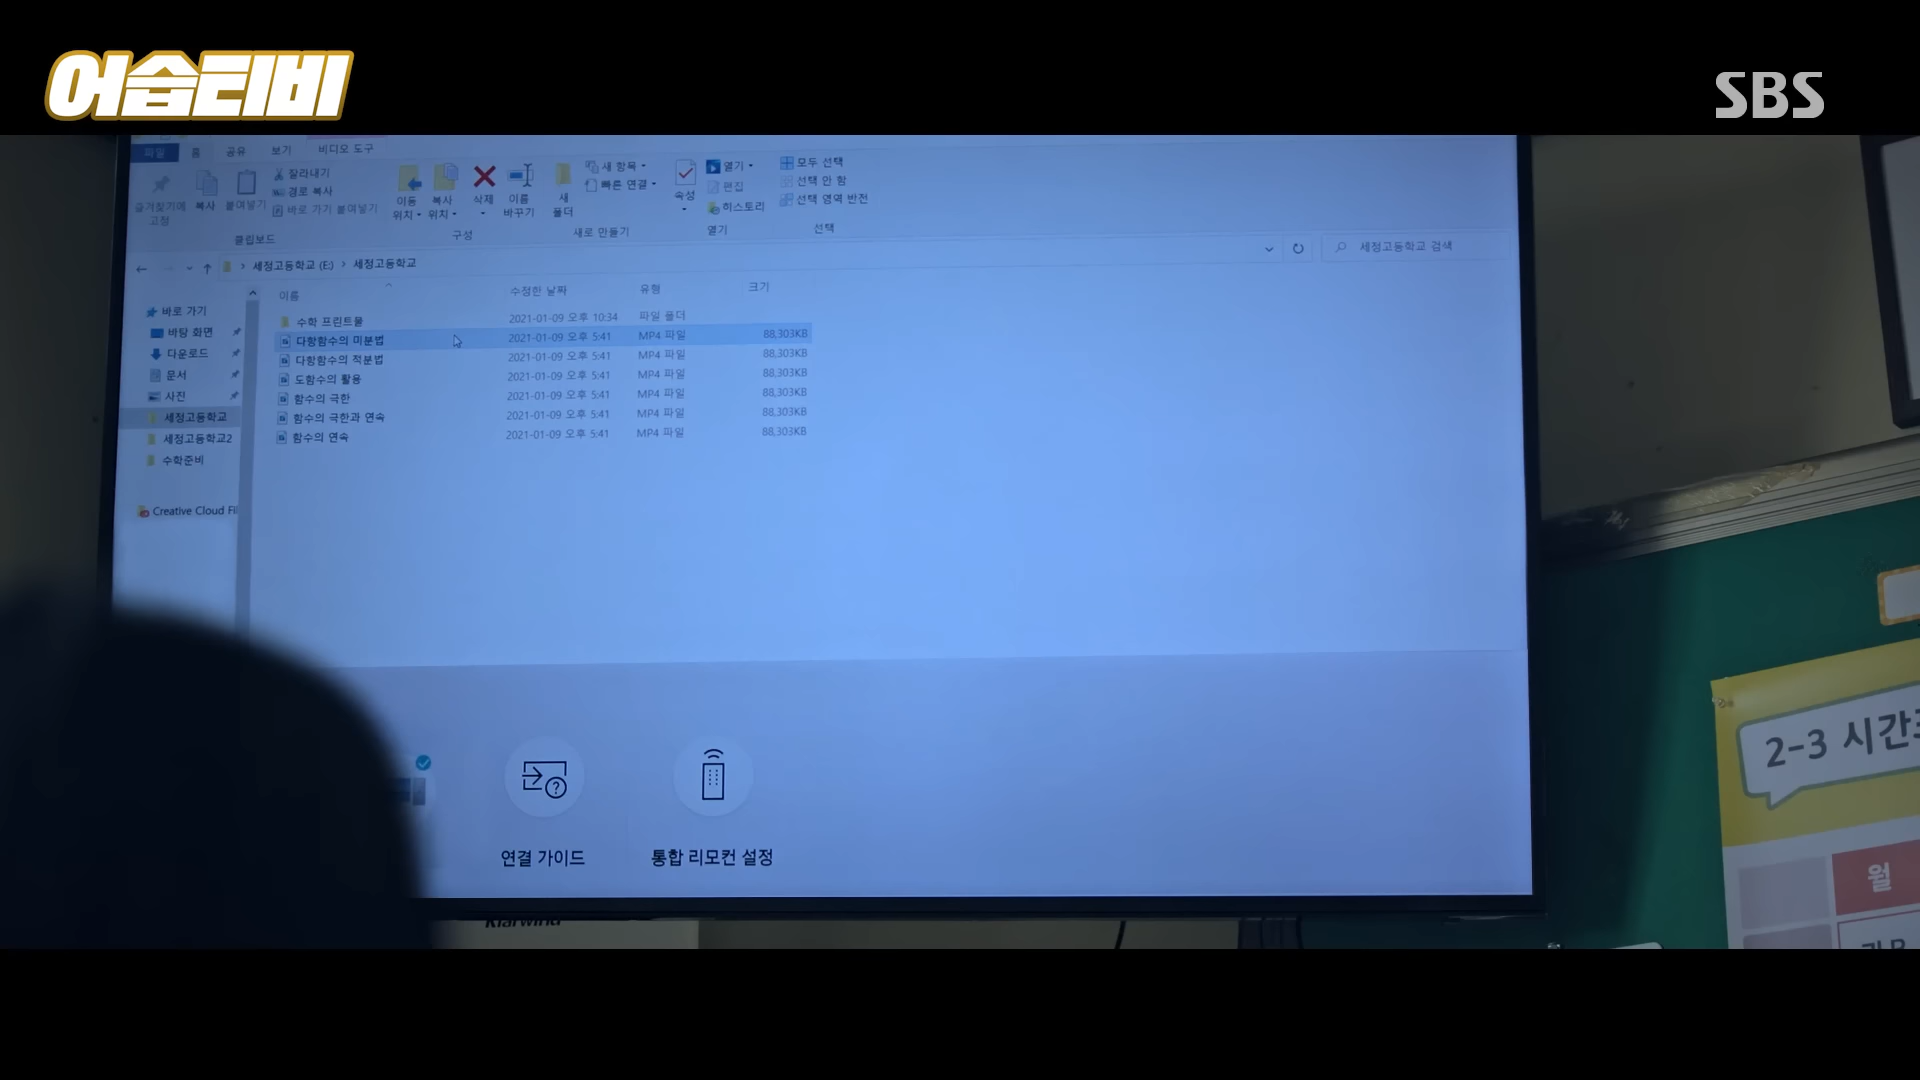 어습티비
SBS
파일 홈 공유 보기 비디오 도구
즐겨찾기에 고정
복사
붙여넣기
잘라내기
경로 복사
바로 가기 붙여넣기
클립보드
이동 위치
복사 위치
삭제
이름 바꾸기
구성
새 폴더
새 항목
빠른 연결
새로 만들기
속성
열기
편집
히스토리
열기
모두 선택
선택 안 함
선택 영역 반전
선택
세정고등학교 (E:) > 세정고등학교
세정고등학교 검색
바로 가기
바탕 화면
다운로드
문서
사진
세정고등학교
세정고등학교2
수학준비
Creative Cloud Fil
이름 수정한 날짜 유형 크기
수학 프린트물 2021-01-09 오후 10:34 파일 폴더
다항함수의 미분법 2021-01-09 오후 5:41 MP4 파일 88,303KB
다항함수의 적분법 2021-01-09 오후 5:41 MP4 파일 88,303KB
도함수의 활용 2021-01-09 오후 5:41 MP4 파일 88,303KB
함수의 극한 2021-01-09 오후 5:41 MP4 파일 88,303KB
함수의 극한과 연속 2021-01-09 오후 5:41 MP4 파일 88,303KB
함수의 연속 2021-01-09 오후 5:41 MP4 파일 88,303KB
연결 가이드
통합 리모컨 설정
2-3 시간
월